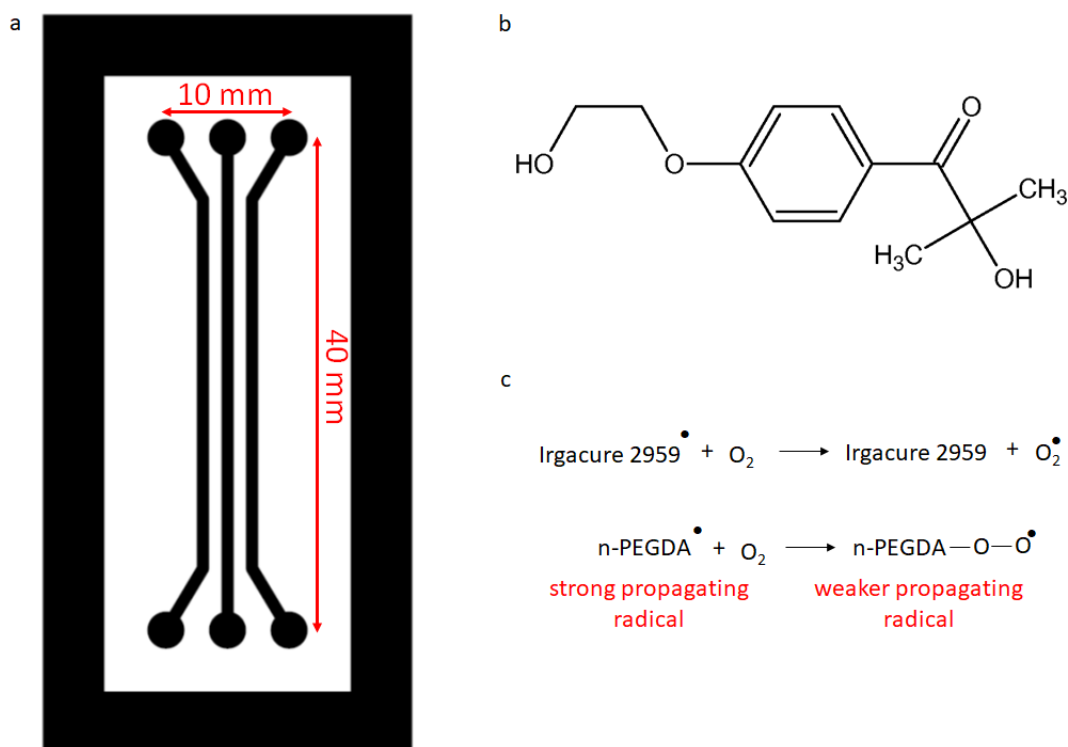 a
10 mm
40 mm
b
O
HO
O
CH3
H3C
OH
c
Irgacure 2959• + O2 → Irgacure 2959 + O2•
n-PEGDA• + O2 → n-PEGDA—O—O•
strong propagating weaker propagating
radical radical